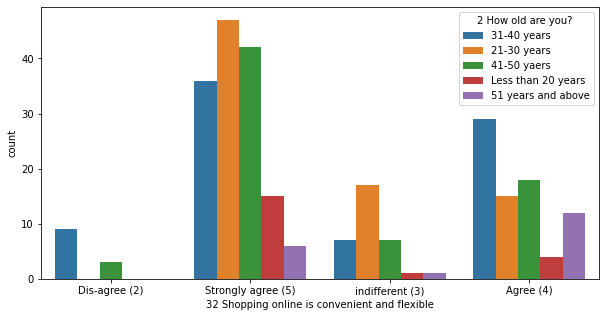 2 How old are you?
31-40 years
21-30 years
41-50 yaers
Less than 20 years
51 years and above
count
40
30
20
10
0
Dis-agree (2)
Strongly agree (5)
indifferent (3)
Agree (4)
32 Shopping online is convenient and flexible